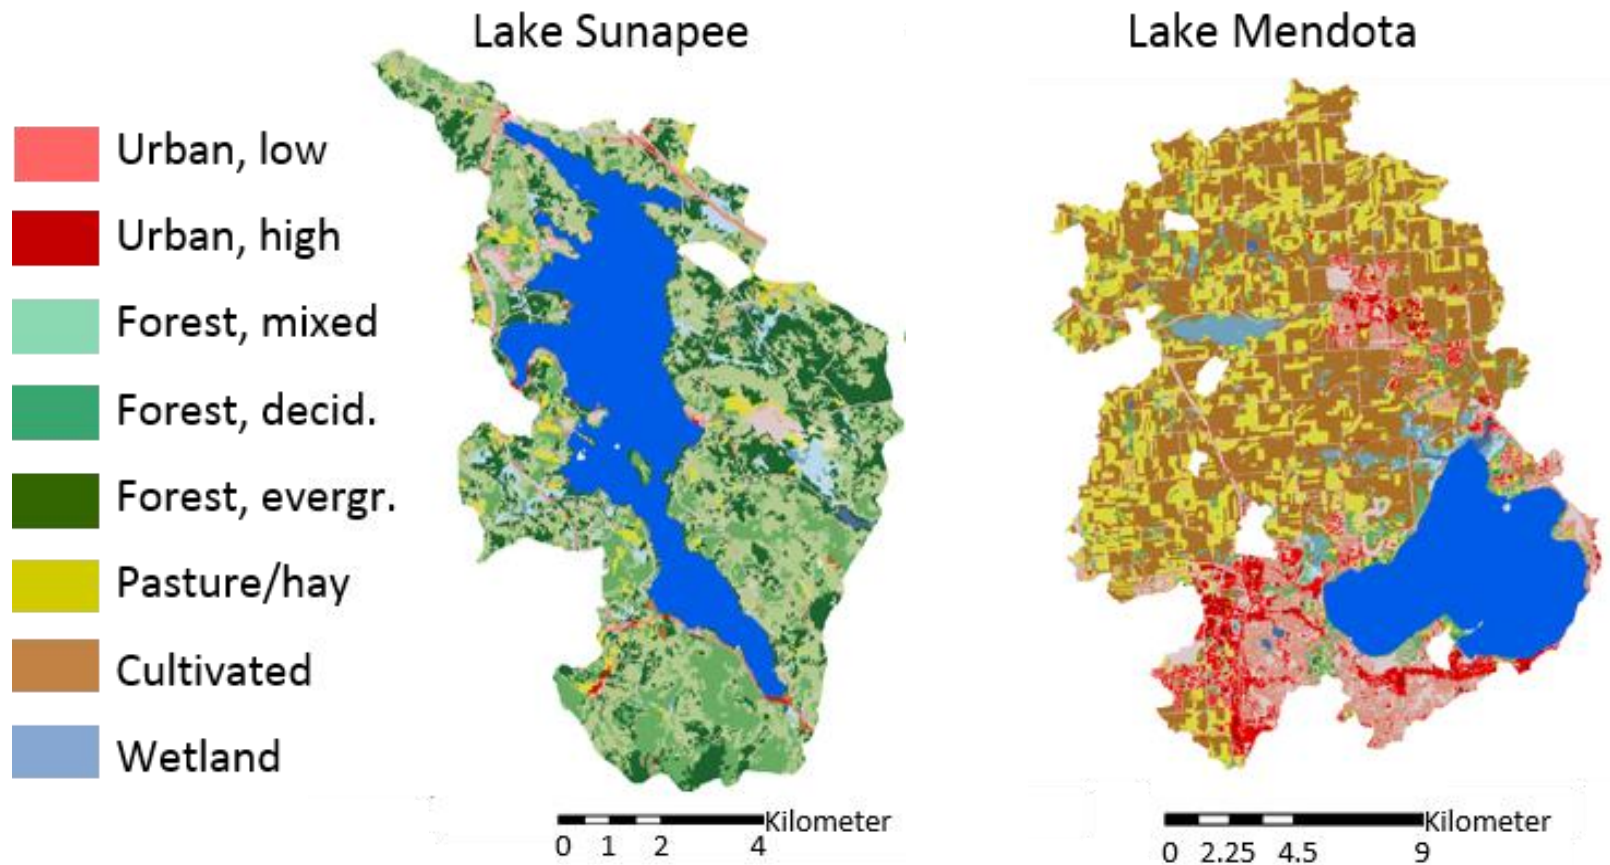 Lake Sunapee
Lake Mendota
Urban, low
Urban, high
Forest, mixed
Forest, decid.
Forest, evergr.
Pasture/hay
Cultivated
Wetland
Kilometer
0 1 2 4
Kilometer
0 2.25 4.5 9